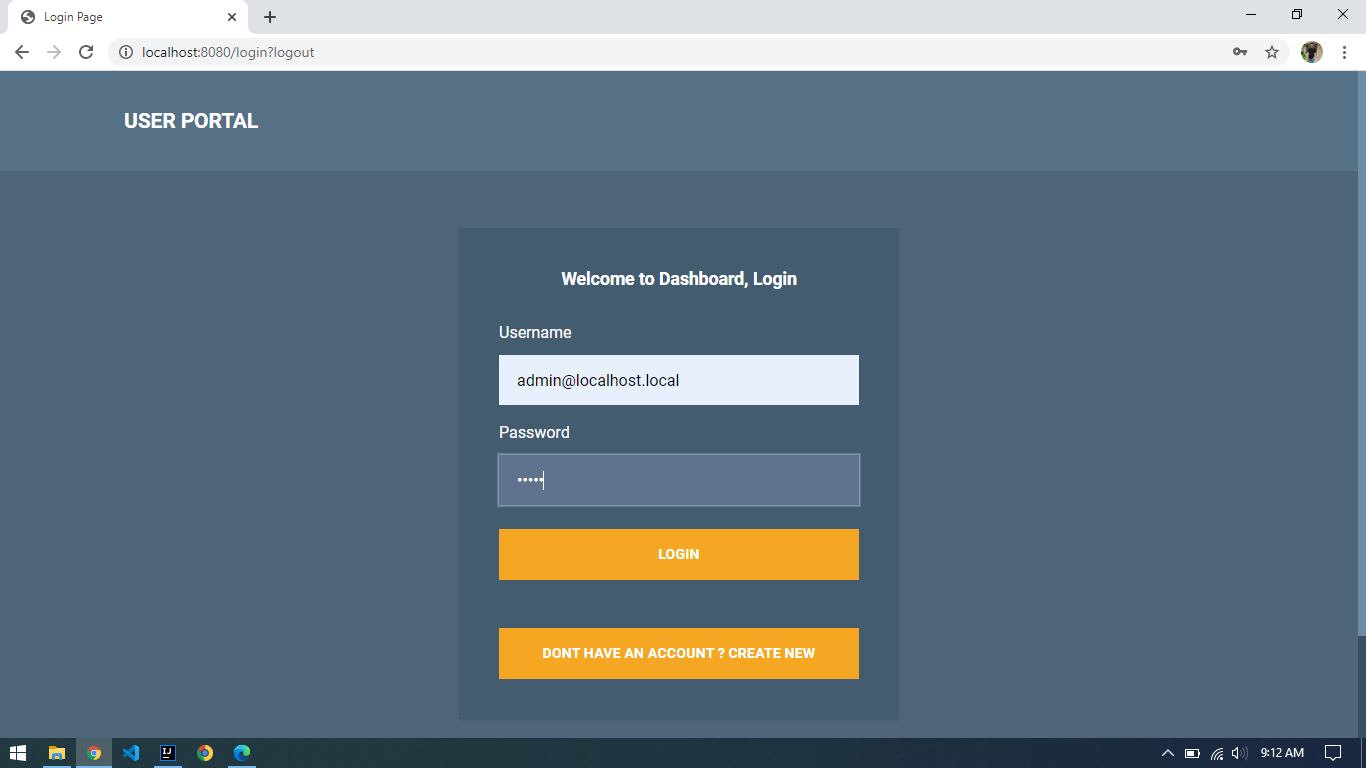 Login Page
localhost:8080/login?logout
USER PORTAL
Welcome to Dashboard, Login
Username
admin@localhost.local
Password
•••••
LOGIN
DONT HAVE AN ACCOUNT ? CREATE NEW
IJ
9:12 AM